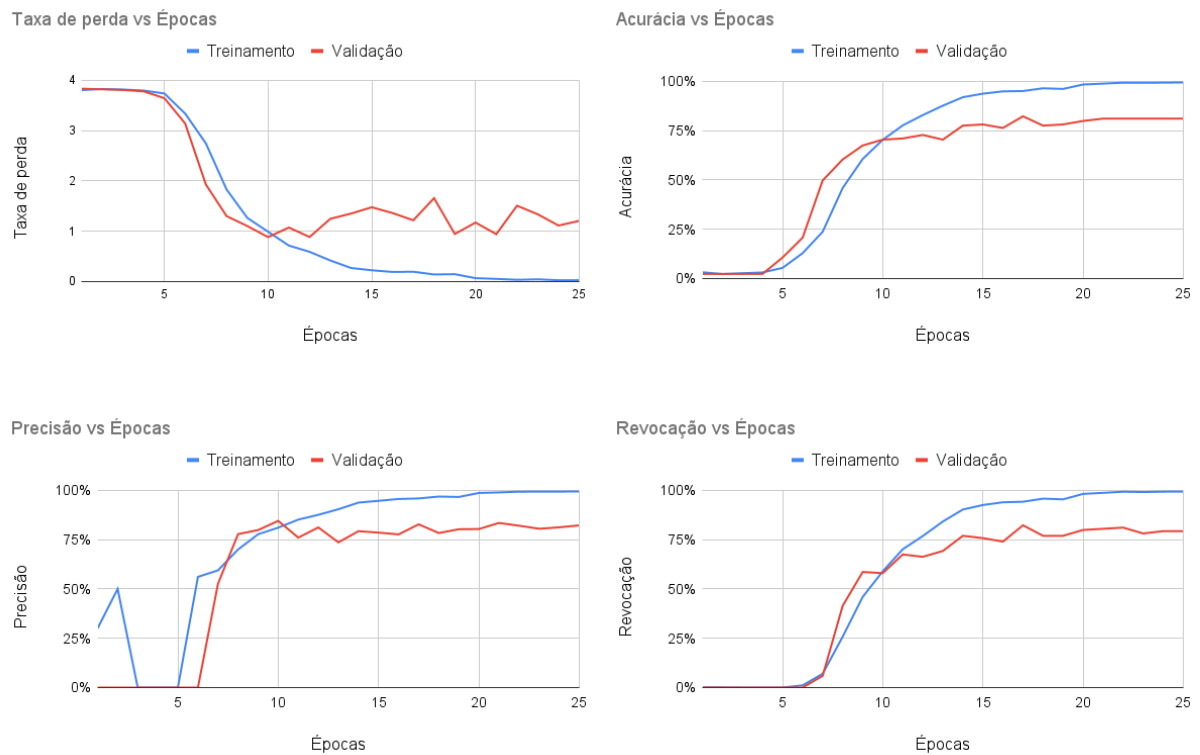 Taxa de perda vs Épocas
Treinamento Validação
4
3
2
1
0
Taxa de perda
5 10 15 20 25
Épocas
Acurácia vs Épocas
Treinamento Validação
100%
75%
50%
25%
0%
Acurácia
5 10 15 20 25
Épocas
Precisão vs Épocas
Treinamento Validação
100%
75%
50%
25%
0%
Precisão
5 10 15 20 25
Épocas
Revocação vs Épocas
Treinamento Validação
100%
75%
50%
25%
0%
Revocação
5 10 15 20 25
Épocas